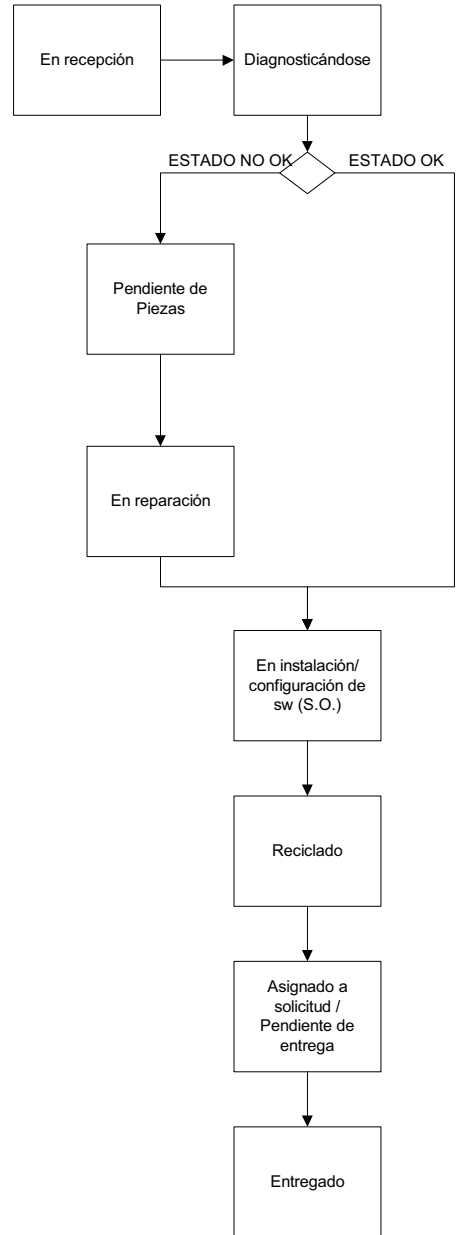 En recepción
Diagnosticándose
ESTADO NO OK
ESTADO OK
Pendiente de
Piezas
En reparación
En instalación/
configuración de
sw (S.O.)
Reciclado
Asignado a
solicitud /
Pendiente de
entrega
Entregado